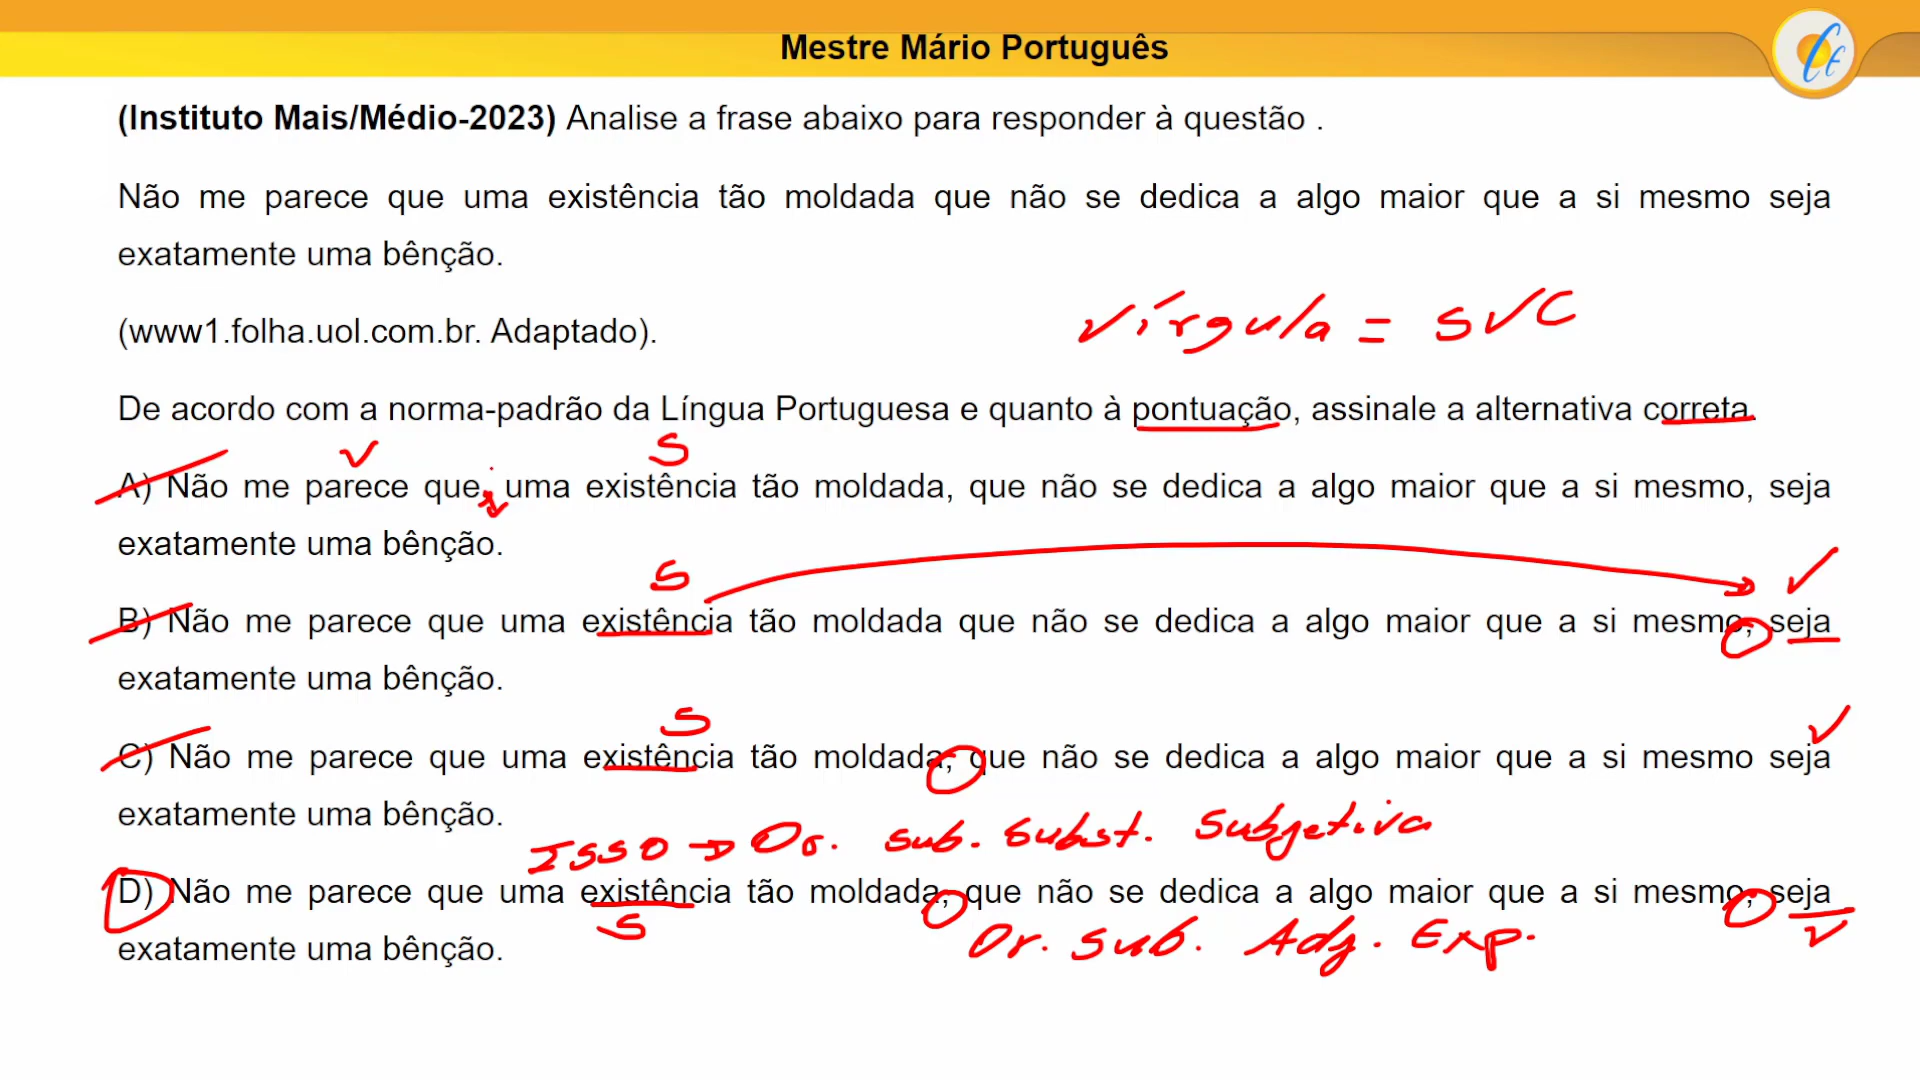 Mestre Mário Português
(Instituto Mais/Médio-2023) Analise a frase abaixo para responder à questão .
Não me parece que uma existência tão moldada que não se dedica a algo maior que a si mesmo seja
exatamente uma bênção.
(www1.folha.uol.com.br. Adaptado).
Vírgula = SVC
De acordo com a norma-padrão da Língua Portuguesa e quanto à pontuação, assinale a alternativa correta.
V S
A) Não me parece que, uma existência tão moldada, que não se dedica a algo maior que a si mesmo, seja
exatamente uma bênção.
S V
B) Não me parece que uma existência tão moldada que não se dedica a algo maior que a si mesmo, seja
exatamente uma bênção.
S V
C) Não me parece que uma existência tão moldada, que não se dedica a algo maior que a si mesmo seja
exatamente uma bênção.
ISSO → Or. sub. subst. subjetiva
D) Não me parece que uma existência tão moldada, que não se dedica a algo maior que a si mesmo, seja
S Or. sub. Adj. Exp. V
exatamente uma bênção.